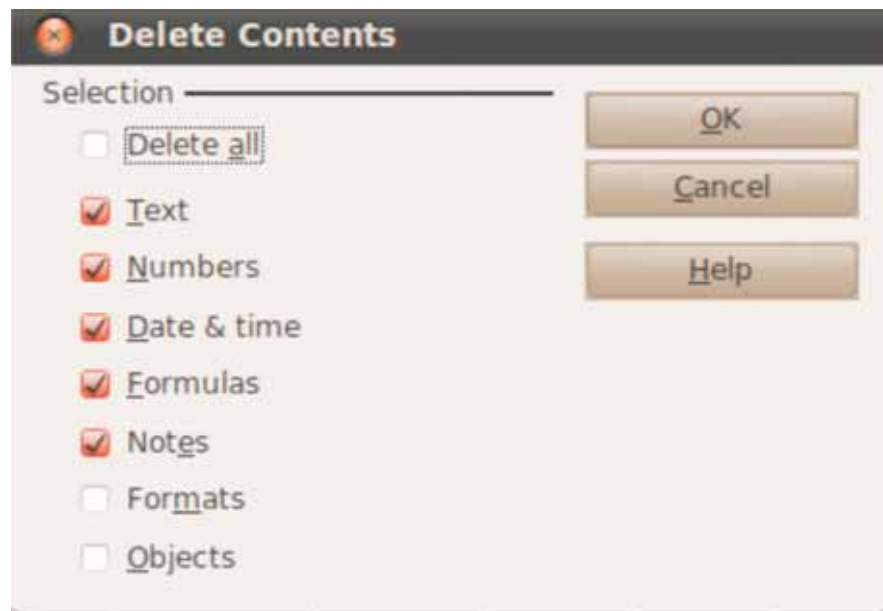 Delete Contents
Selection
Delete all
Text
Numbers
Date & time
Formulas
Notes
Formats
Objects
OK
Cancel
Help